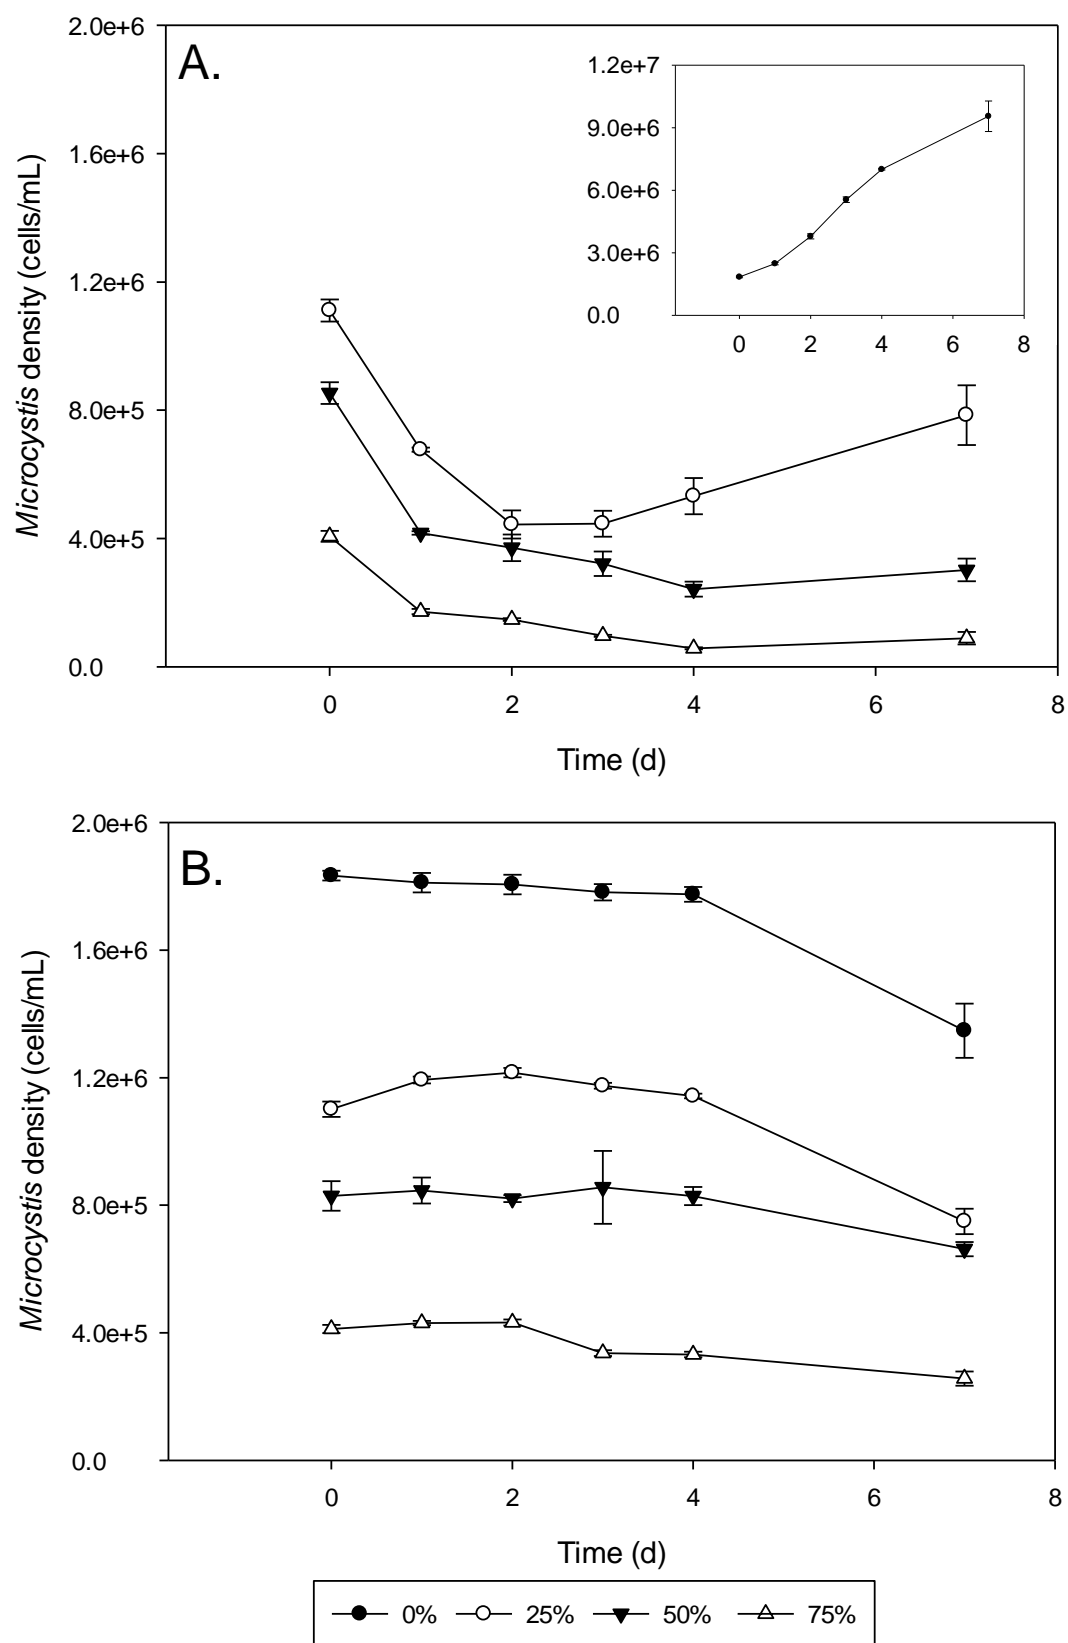 A.
2.0e+6
1.6e+6
1.2e+6
8.0e+5
4.0e+5
0.0
Microcystis density (cells/mL)
1.2e+7
9.0e+6
6.0e+6
3.0e+6
0.0
0 2 4 6 8
0 2 4 6 8
Time (d)
B.
2.0e+6
1.6e+6
1.2e+6
8.0e+5
4.0e+5
0.0
Microcystis density (cells/mL)
0 2 4 6 8
Time (d)
0% 25% 50% 75%